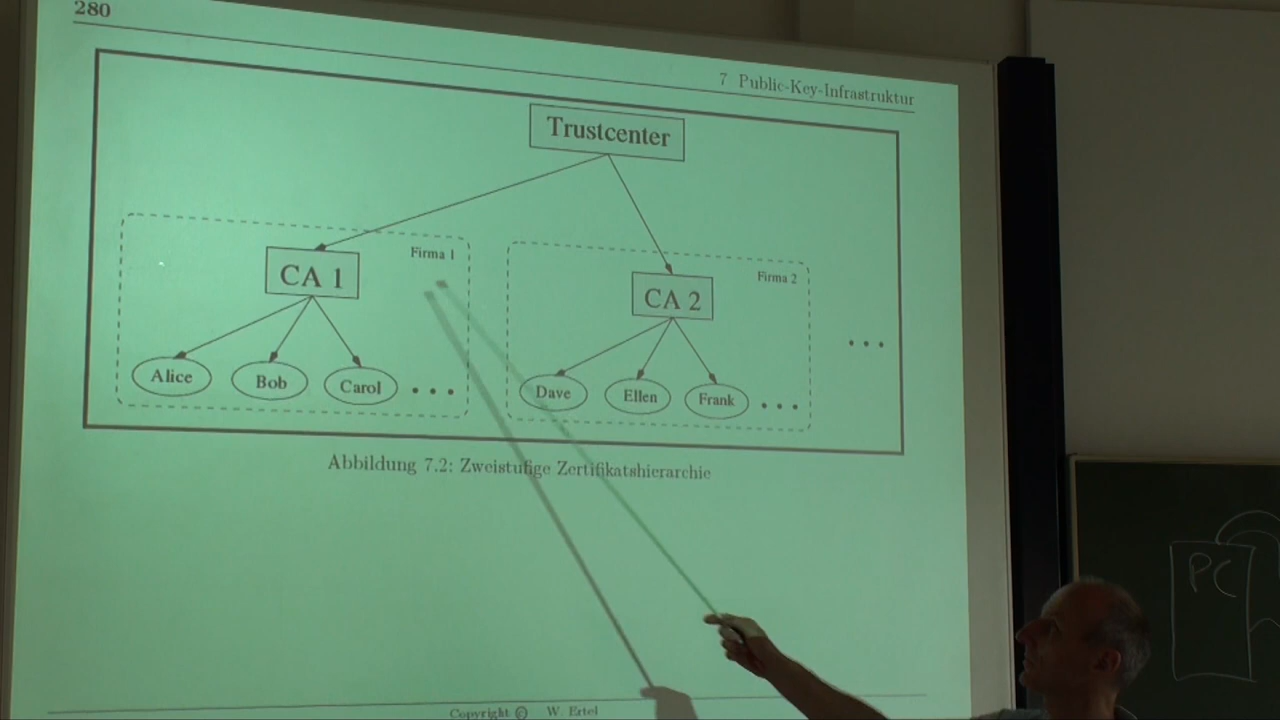 280
7 Public-Key-Infrastruktur
Trustcenter
Firma 1
CA 1
Firma 2
CA 2
Alice
Bob
Carol
• • •
Dave
Ellen
Frank
• • •
• • •
Abbildung 7.2: Zweistufige Zertifikatshierarchie
Copyright © W. Ertel
PC